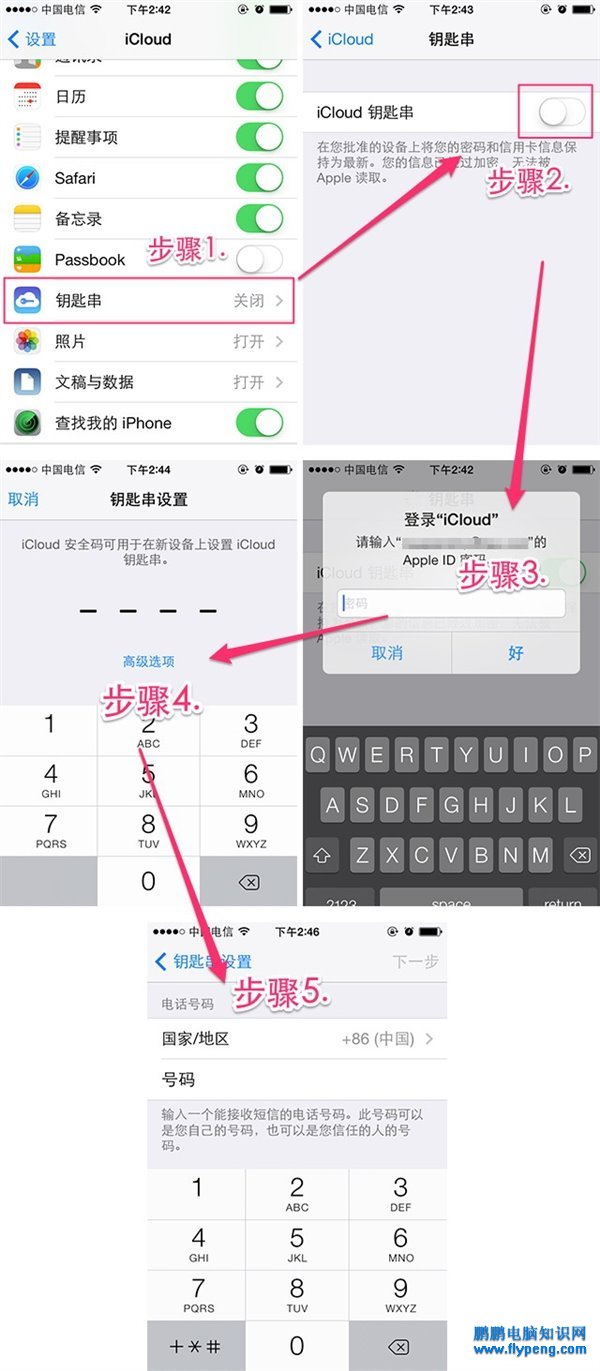 中国电信 下午2:42
设置 iCloud
通讯录
日历
提醒事项
Safari
备忘录
步骤1.
Passbook
钥匙串 关闭
照片 打开
文稿与数据 打开
查找我的 iPhone
中国电信 下午2:43
iCloud 钥匙串
iCloud 钥匙串
在您批准的设备上将您的密码和信用卡信息保
持为最新。您的信息已经过加密，无法被
Apple 读取。
步骤2.
中国电信 下午2:44
取消 钥匙串设置
iCloud 安全码可用于在新设备上设置 iCloud
钥匙串。
高级选项
步骤4.
1 2 3
ABC DEF
4 5 6
GHI JKL MNO
7 8 9
PQRS TUV WXYZ
0
中国电信 下午2:42
钥匙串
登录“iCloud”
请输入“ ”的
Apple ID 密码
iCloud 钥匙串
步骤3.
密码
取消 好
Q W E R T Y U I O P
A S D F G H J K L
Z X C V B N M
.?123 space return
中国电信 下午2:46
钥匙串设置 下一步
步骤5.
电话号码
国家/地区 +86 (中国)
号码
输入一个能接收短信的电话号码。此号码可以
是您自己的号码，也可以是您信任的人的号
码。
1 2 3
ABC DEF
4 5 6
GHI JKL MNO
7 8 9
PQRS TUV WXYZ
+*# 0
鹏鹏电脑知识网
www.flypeng.com